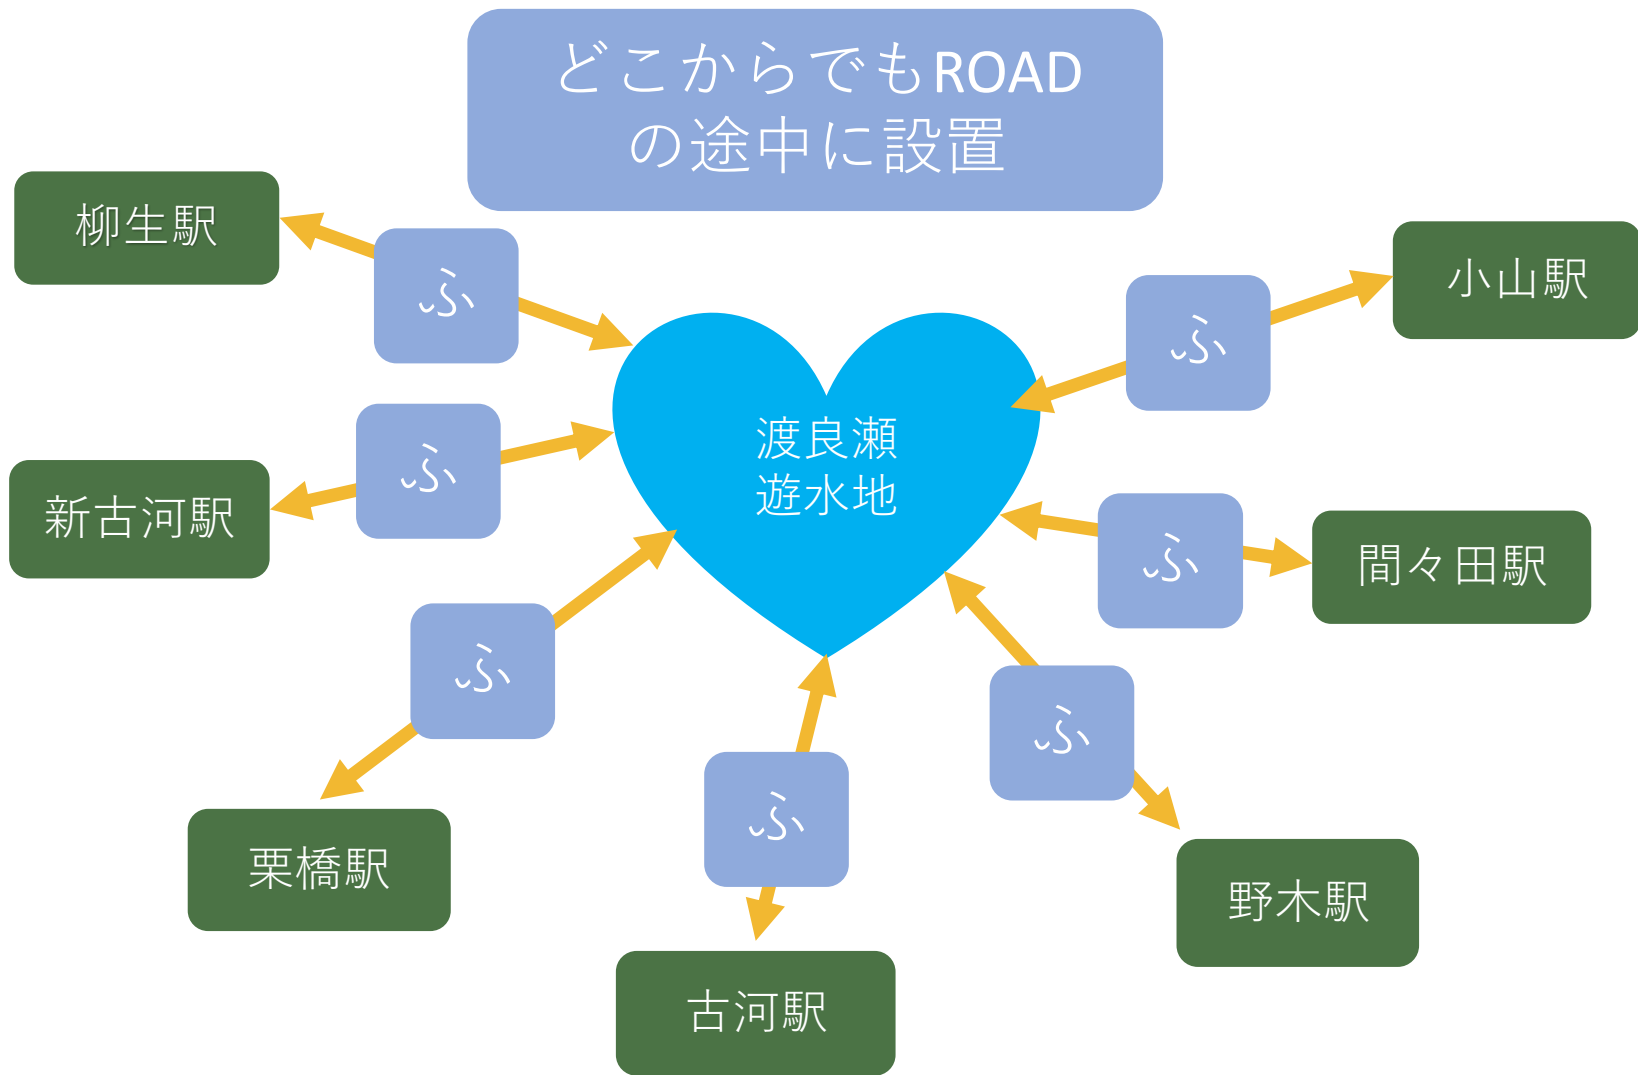 どこからでもROAD
の途中に設置
柳生駅
ふ
小山駅
ふ
渡良瀬
遊水地
ふ
新古河駅
ふ
間々田駅
ふ
ふ
栗橋駅
ふ
野木駅
古河駅